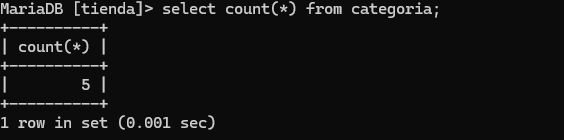 MariaDB [tienda]> select count(*) from categoria;
+----------+
| count(*) |
+----------+
|        5 |
+----------+
1 row in set (0.001 sec)